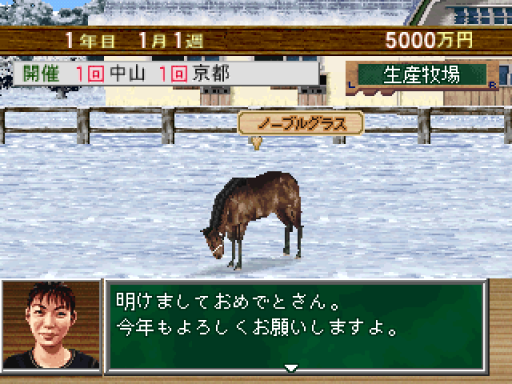 1年目 1月1週 5000万円
開催 1回中山 1回京都 生産牧場
L R
ノーブルグラス
明けましておめでとさん。
今年もよろしくお願いしますよ。